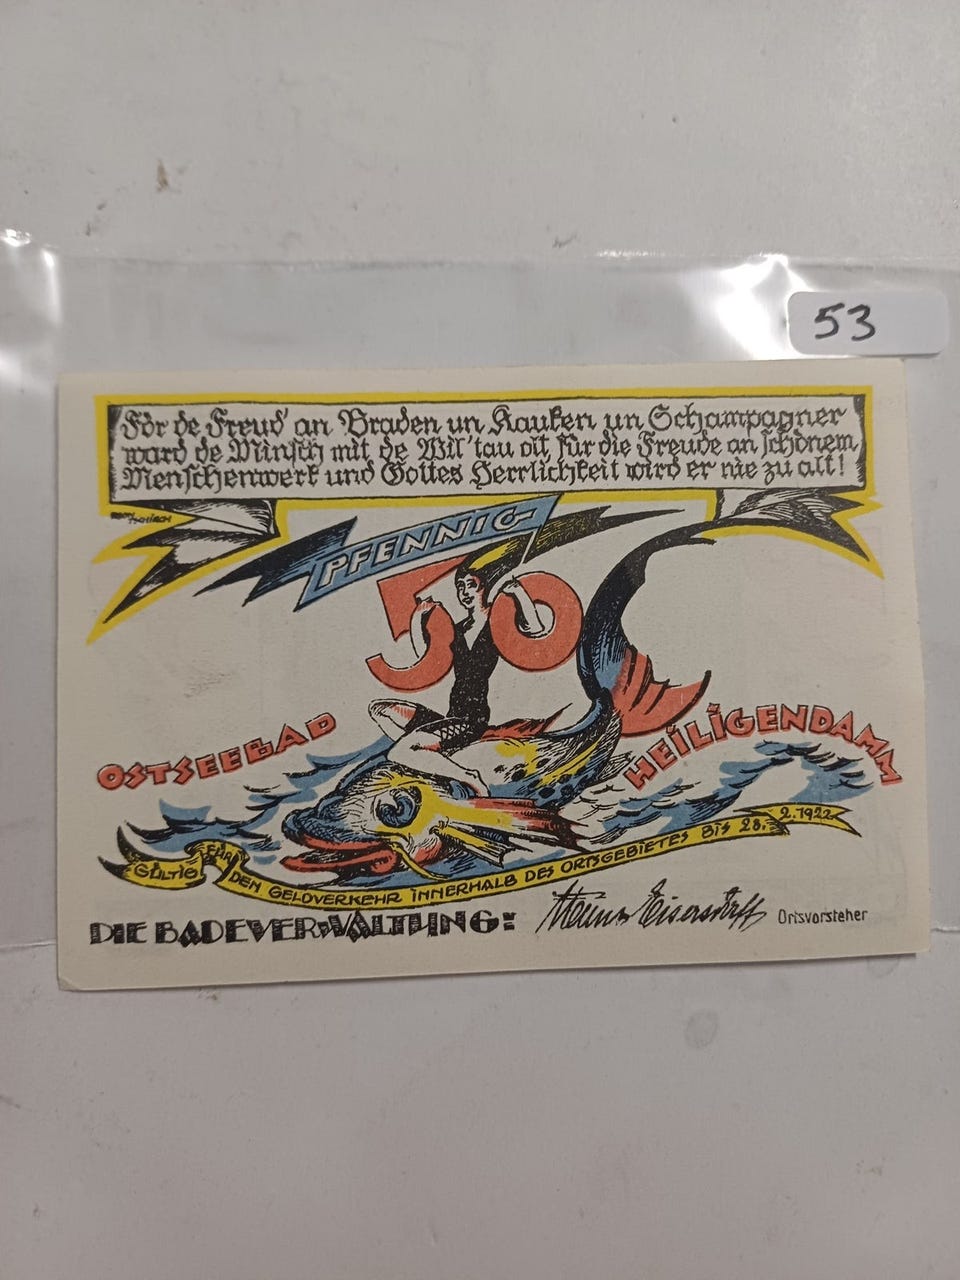 53
För de Freud' an Braden un Kauken un Schampagner
ward de Minsch mit de Wil' tau olt, für die Freude an schönem
Menschenwerk und Gottes Herrlichkeit wird er nie zu alt!
PFENNIG
50
OSTSEEBAD
HEILIGENDAMM
GÜLTIG FÜR DEN GELDVERKEHR INNERHALB DES ORTSGEBIETES BIS 28. 2. 1922
DIE BADEVERWALTUNG:
Ortsvorsteher